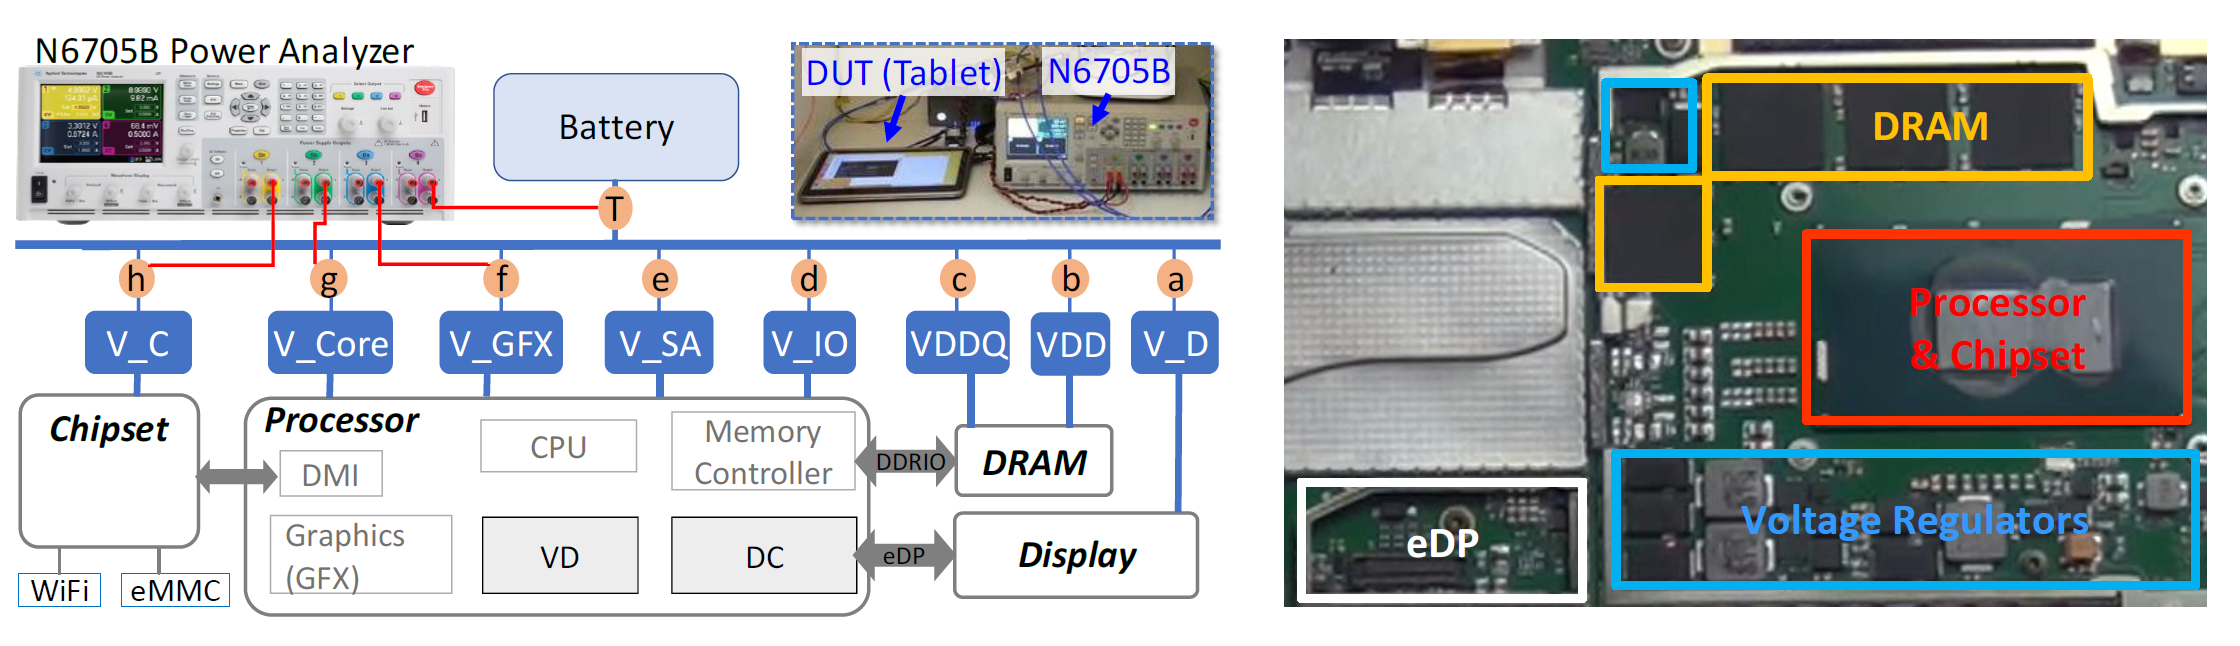 N6705B Power Analyzer
Battery
DUT (Tablet)
N6705B
T
h
g
f
e
d
c
b
a
V_C
V_Core
V_GFX
V_SA
V_IO
VDDQ
VDD
V_D
Chipset
Processor
DMI
CPU
Memory
Controller
DDRIO
DRAM
Graphics
(GFX)
VD
DC
eDP
Display
WiFi
eMMC
DRAM
Processor
& Chipset
Voltage Regulators
eDP